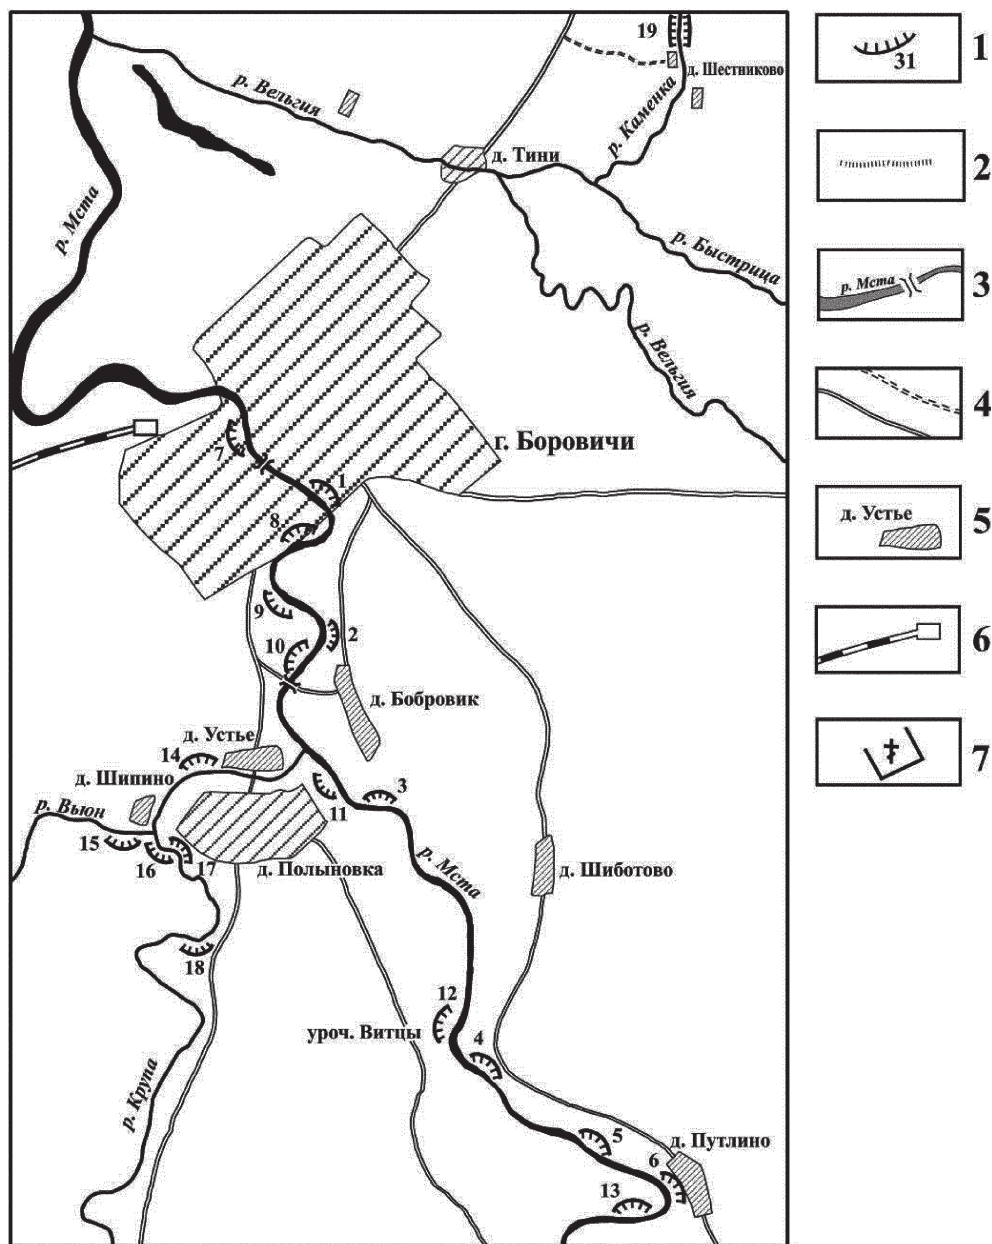 19
д. Шестниково
р. Вельгия
р. Каменка
д. Тини
р. Мста
р. Быстрица
р. Вельгия
г. Боровичи
7
1
8
9
2
10
д. Бобровик
д. Устье
14
д. Шипино
3
11
р. Вьюн
15
16
17
д. Полыновка
р. Мста
д. Шиботово
18
12
уроч. Витцы
4
р. Крупа
5
д. Путлино
6
13
31
1
2
р. Мста
3
4
д. Устье
5
6
7